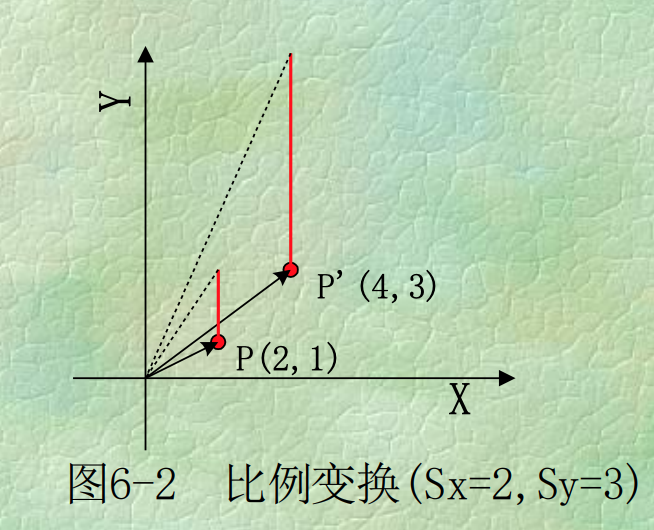 Y
P'(4,3)
P(2,1)
X
图6-2 比例变换(Sx=2,Sy=3)